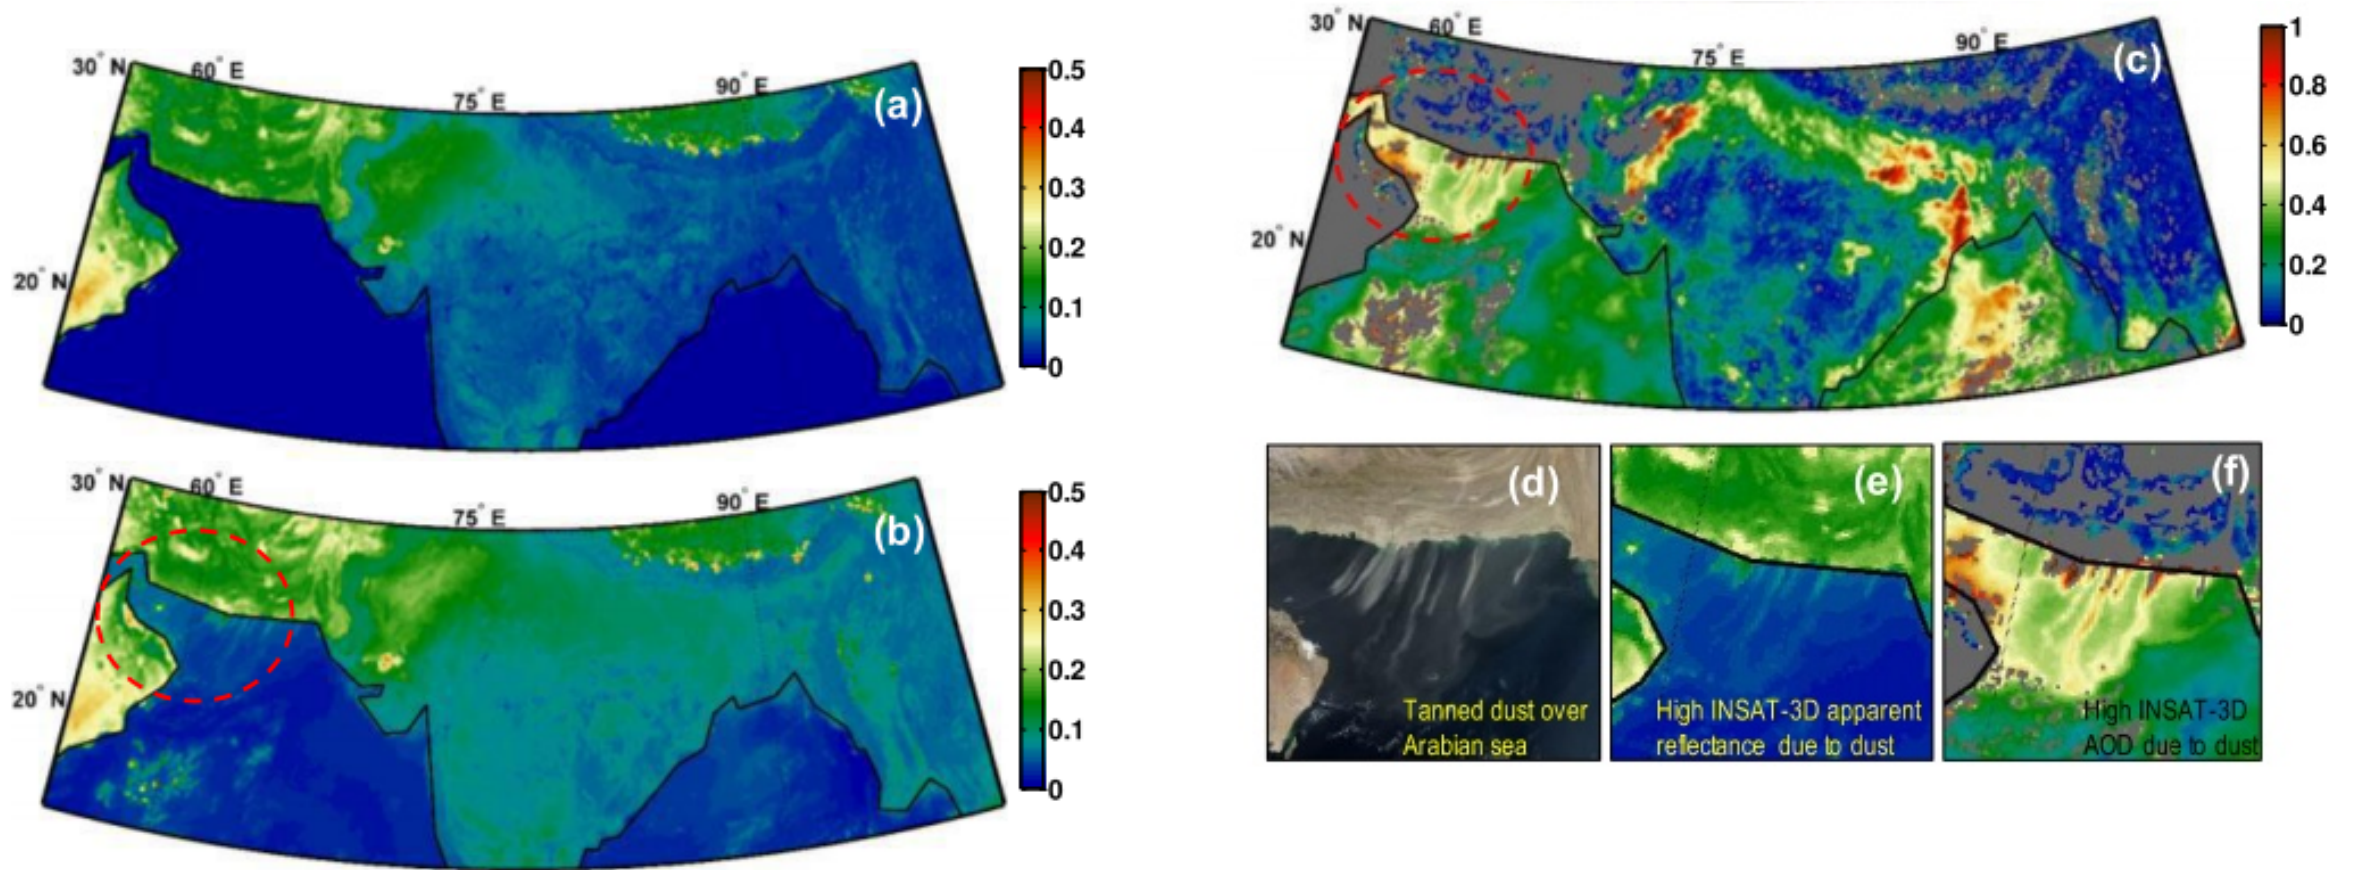 30° N
60° E
75° E
90° E
(a)
20° N
0.5
0.4
0.3
0.2
0.1
0
30° N
60° E
75° E
90° E
(b)
20° N
0.5
0.4
0.3
0.2
0.1
0
30° N
60° E
75° E
90° E
(c)
20° N
1
0.8
0.6
0.4
0.2
0
(d)
Tanned dust over
Arabian sea
(e)
High INSAT-3D apparent
reflectance due to dust
(f)
High INSAT-3D
AOD due to dust